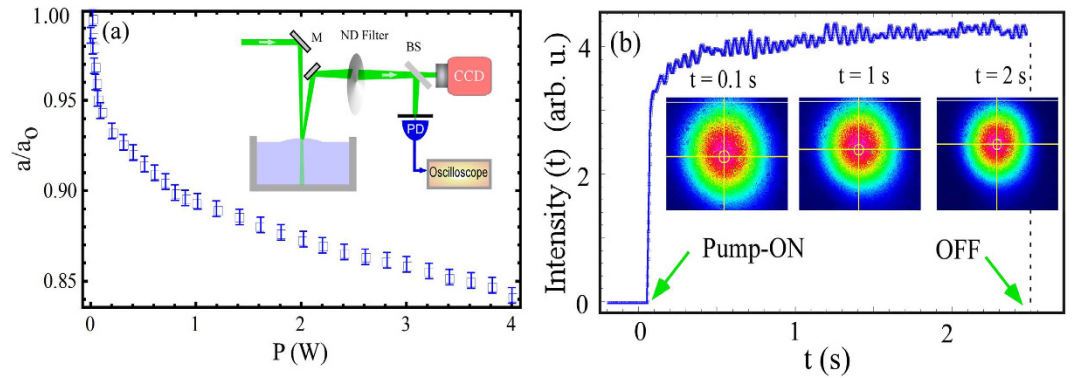 (a)
1.00
0.95
0.90
0.85
a/a₀
0
1
2
3
4
P (W)
M
ND Filter
BS
CCD
PD
Oscilloscope
(b)
4
2
0
Intensity (t) (arb. u.)
t = 0.1 s
t = 1 s
t = 2 s
Pump-ON
OFF
0
1
2
t (s)